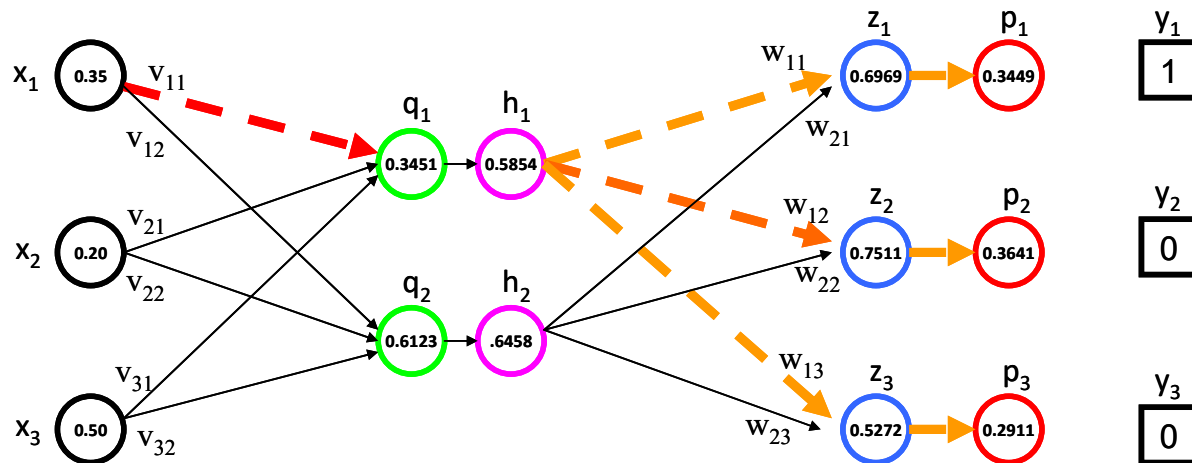 z₁ p₁ y₁
x₁ 0.35 v₁₁ w₁₁ 0.6969 0.3449 1
q₁ h₁
v₁₂ w₂₁
0.3451 0.5854
z₂ p₂ y₂
v₂₁ w₁₂
x₂ 0.20 0.7511 0.3641 0
v₂₂ w₂₂
q₂ h₂
0.6123 .6458
v₃₁ w₁₃ z₃ p₃ y₃
x₃ 0.50 v₃₂ w₂₃ 0.5272 0.2911 0